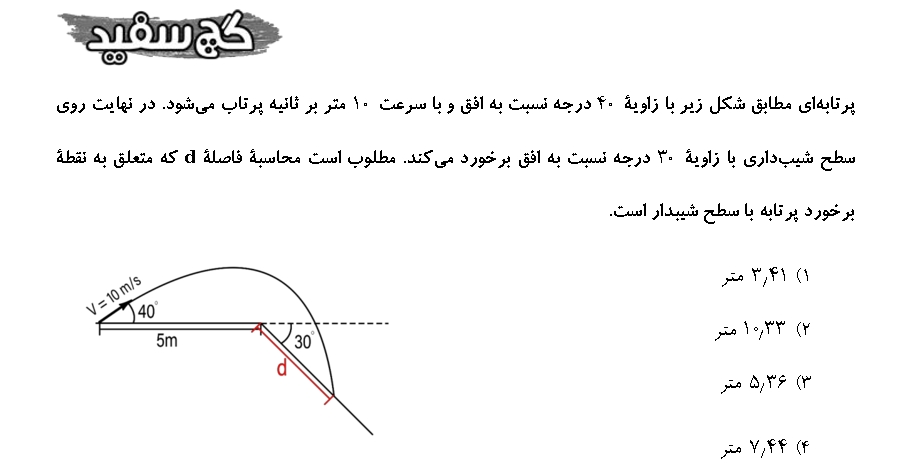 گچ سفید
پرتابه‌ای مطابق شکل زیر با زاویهٔ ۴۰ درجه نسبت به افق و با سرعت ۱۰ متر بر ثانیه پرتاب می‌شود. در نهایت روی
سطح شیب‌داری با زاویهٔ ۳۰ درجه نسبت به افق برخورد می‌کند. مطلوب است محاسبهٔ فاصلهٔ d که متعلق به نقطهٔ
برخورد پرتابه با سطح شیبدار است.
۱) ۳٫۴۱ متر
۲) ۱۰٫۳۳ متر
۳) ۵٫۳۶ متر
۴) ۷٫۴۴ متر
V = 10 m/s
40°
5m
30°
d